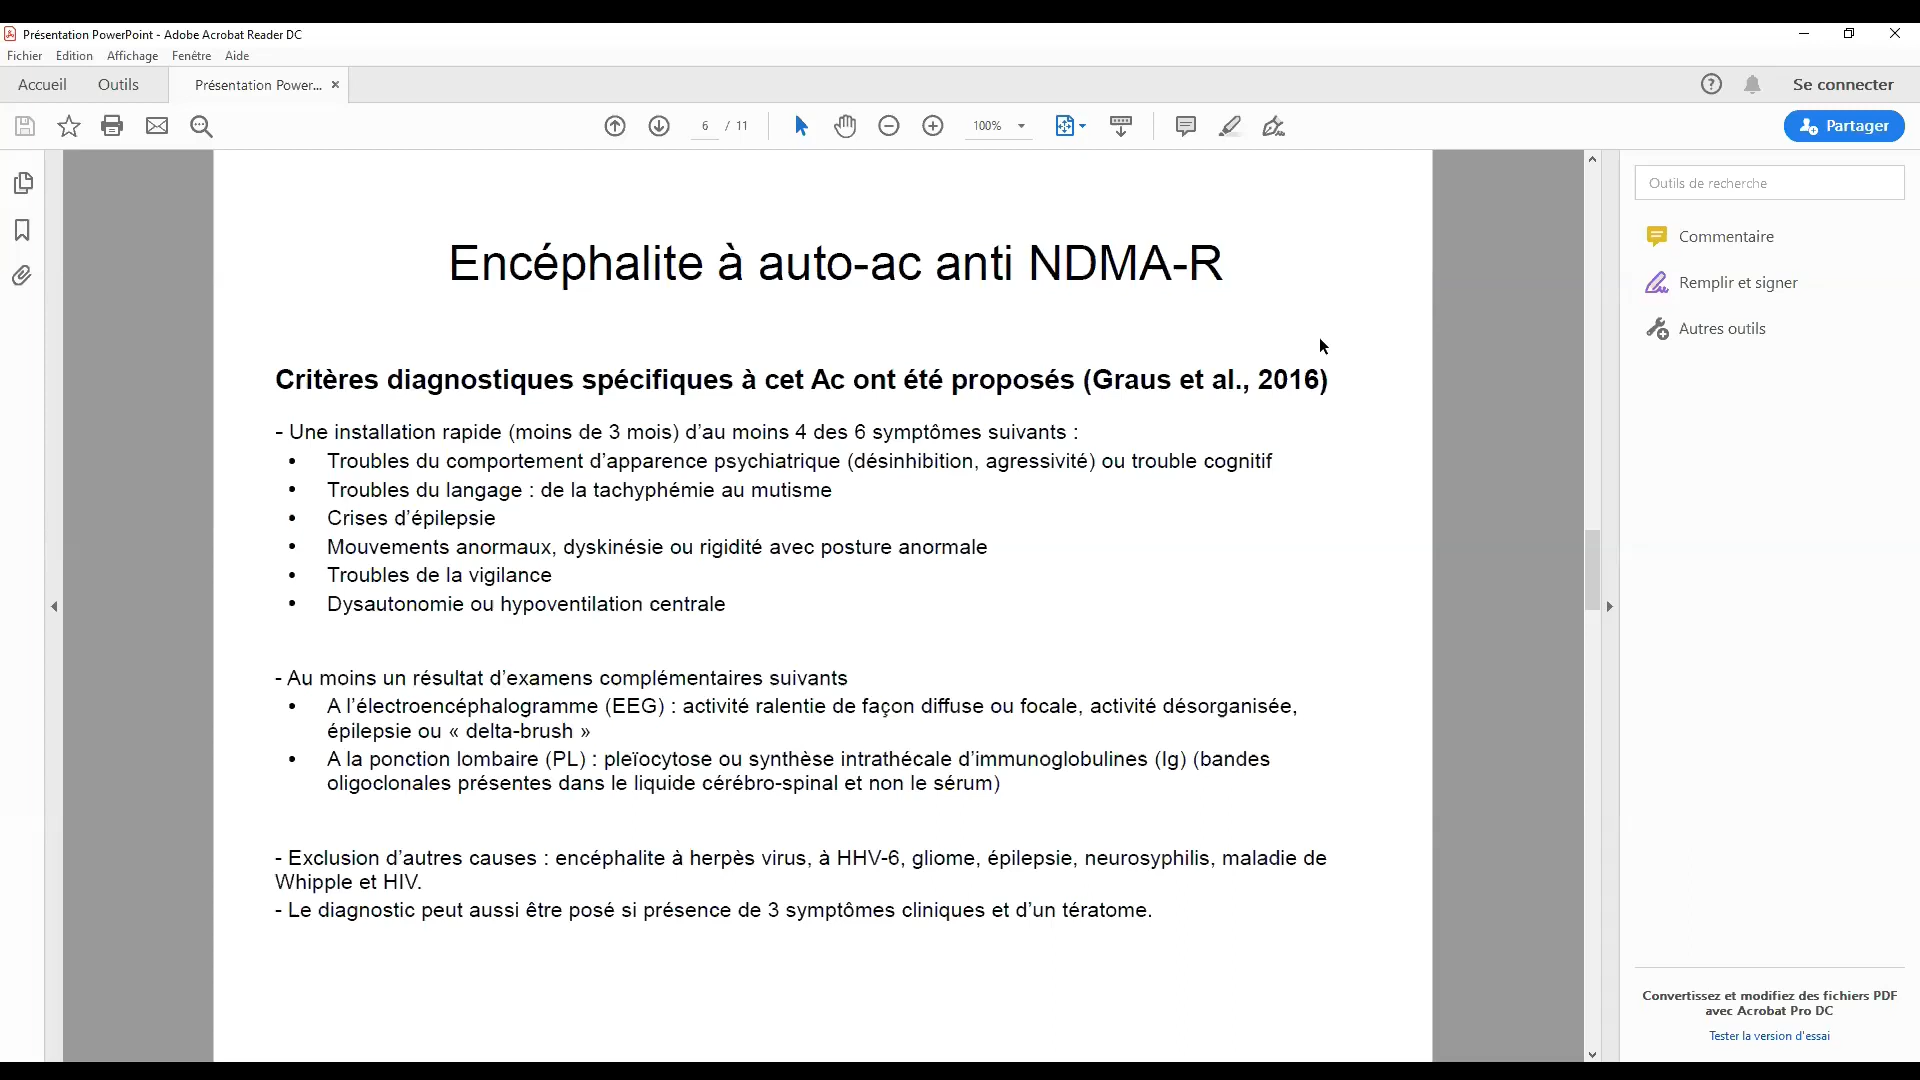 Présentation PowerPoint - Adobe Acrobat Reader DC
Fichier Edition Affichage Fenêtre Aide
Accueil Outils Présentation Power... × Se connecter
6 / 11 100% Partager
Outils de recherche
Commentaire
Remplir et signer
Autres outils
Encéphalite à auto-ac anti NDMA-R
Critères diagnostiques spécifiques à cet Ac ont été proposés (Graus et al., 2016)
- Une installation rapide (moins de 3 mois) d'au moins 4 des 6 symptômes suivants :
• Troubles du comportement d'apparence psychiatrique (désinhibition, agressivité) ou trouble cognitif
• Troubles du langage : de la tachyphémie au mutisme
• Crises d'épilepsie
• Mouvements anormaux, dyskinésie ou rigidité avec posture anormale
• Troubles de la vigilance
• Dysautonomie ou hypoventilation centrale
- Au moins un résultat d'examens complémentaires suivants
• A l'électroencéphalogramme (EEG) : activité ralentie de façon diffuse ou focale, activité désorganisée,
épilepsie ou « delta-brush »
• A la ponction lombaire (PL) : pleïocytose ou synthèse intrathécale d'immunoglobulines (Ig) (bandes
oligoclonales présentes dans le liquide cérébro-spinal et non le sérum)
- Exclusion d'autres causes : encéphalite à herpès virus, à HHV-6, gliome, épilepsie, neurosyphilis, maladie de
Whipple et HIV.
- Le diagnostic peut aussi être posé si présence de 3 symptômes cliniques et d'un tératome.
Convertissez et modifiez des fichiers PDF
avec Acrobat Pro DC
Tester la version d'essai